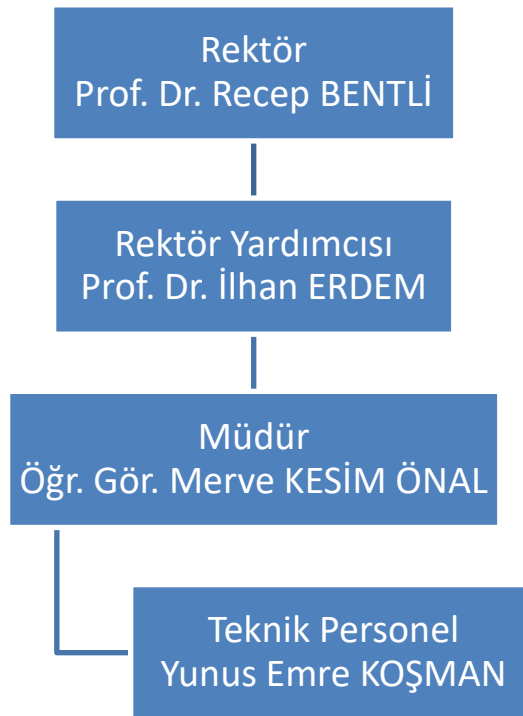 Rektör
Prof. Dr. Recep BENTLİ
Rektör Yardımcısı
Prof. Dr. İlhan ERDEM
Müdür
Öğr. Gör. Merve KESİM ÖNAL
Teknik Personel
Yunus Emre KOŞMAN